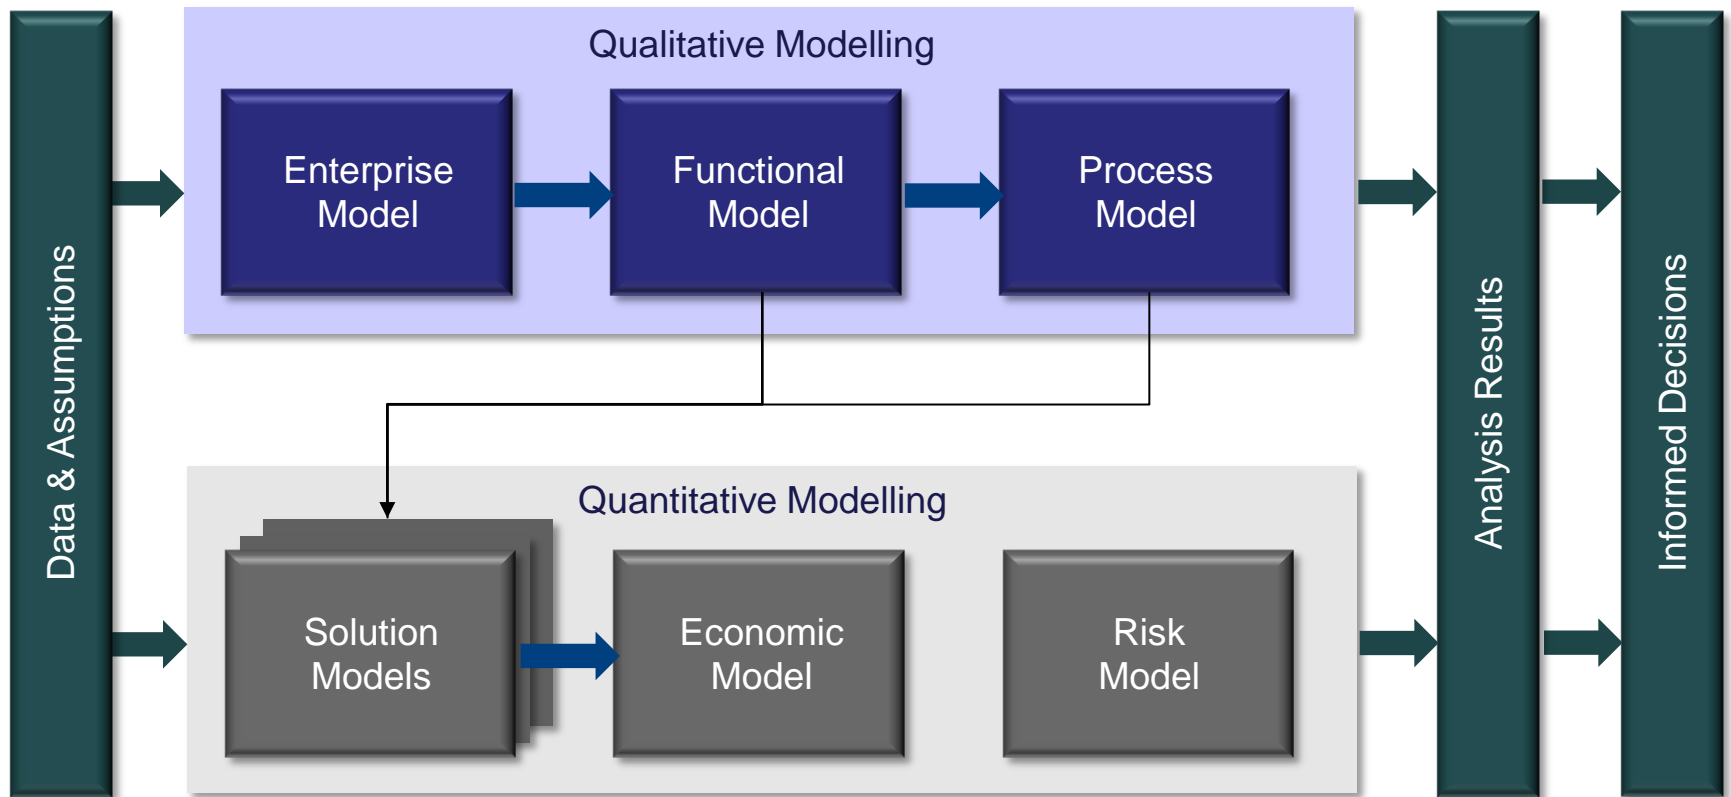 Data & Assumptions
Qualitative Modelling
Enterprise
Model
Functional
Model
Process
Model
Quantitative Modelling
Solution
Models
Economic
Model
Risk
Model
Analysis Results
Informed Decisions